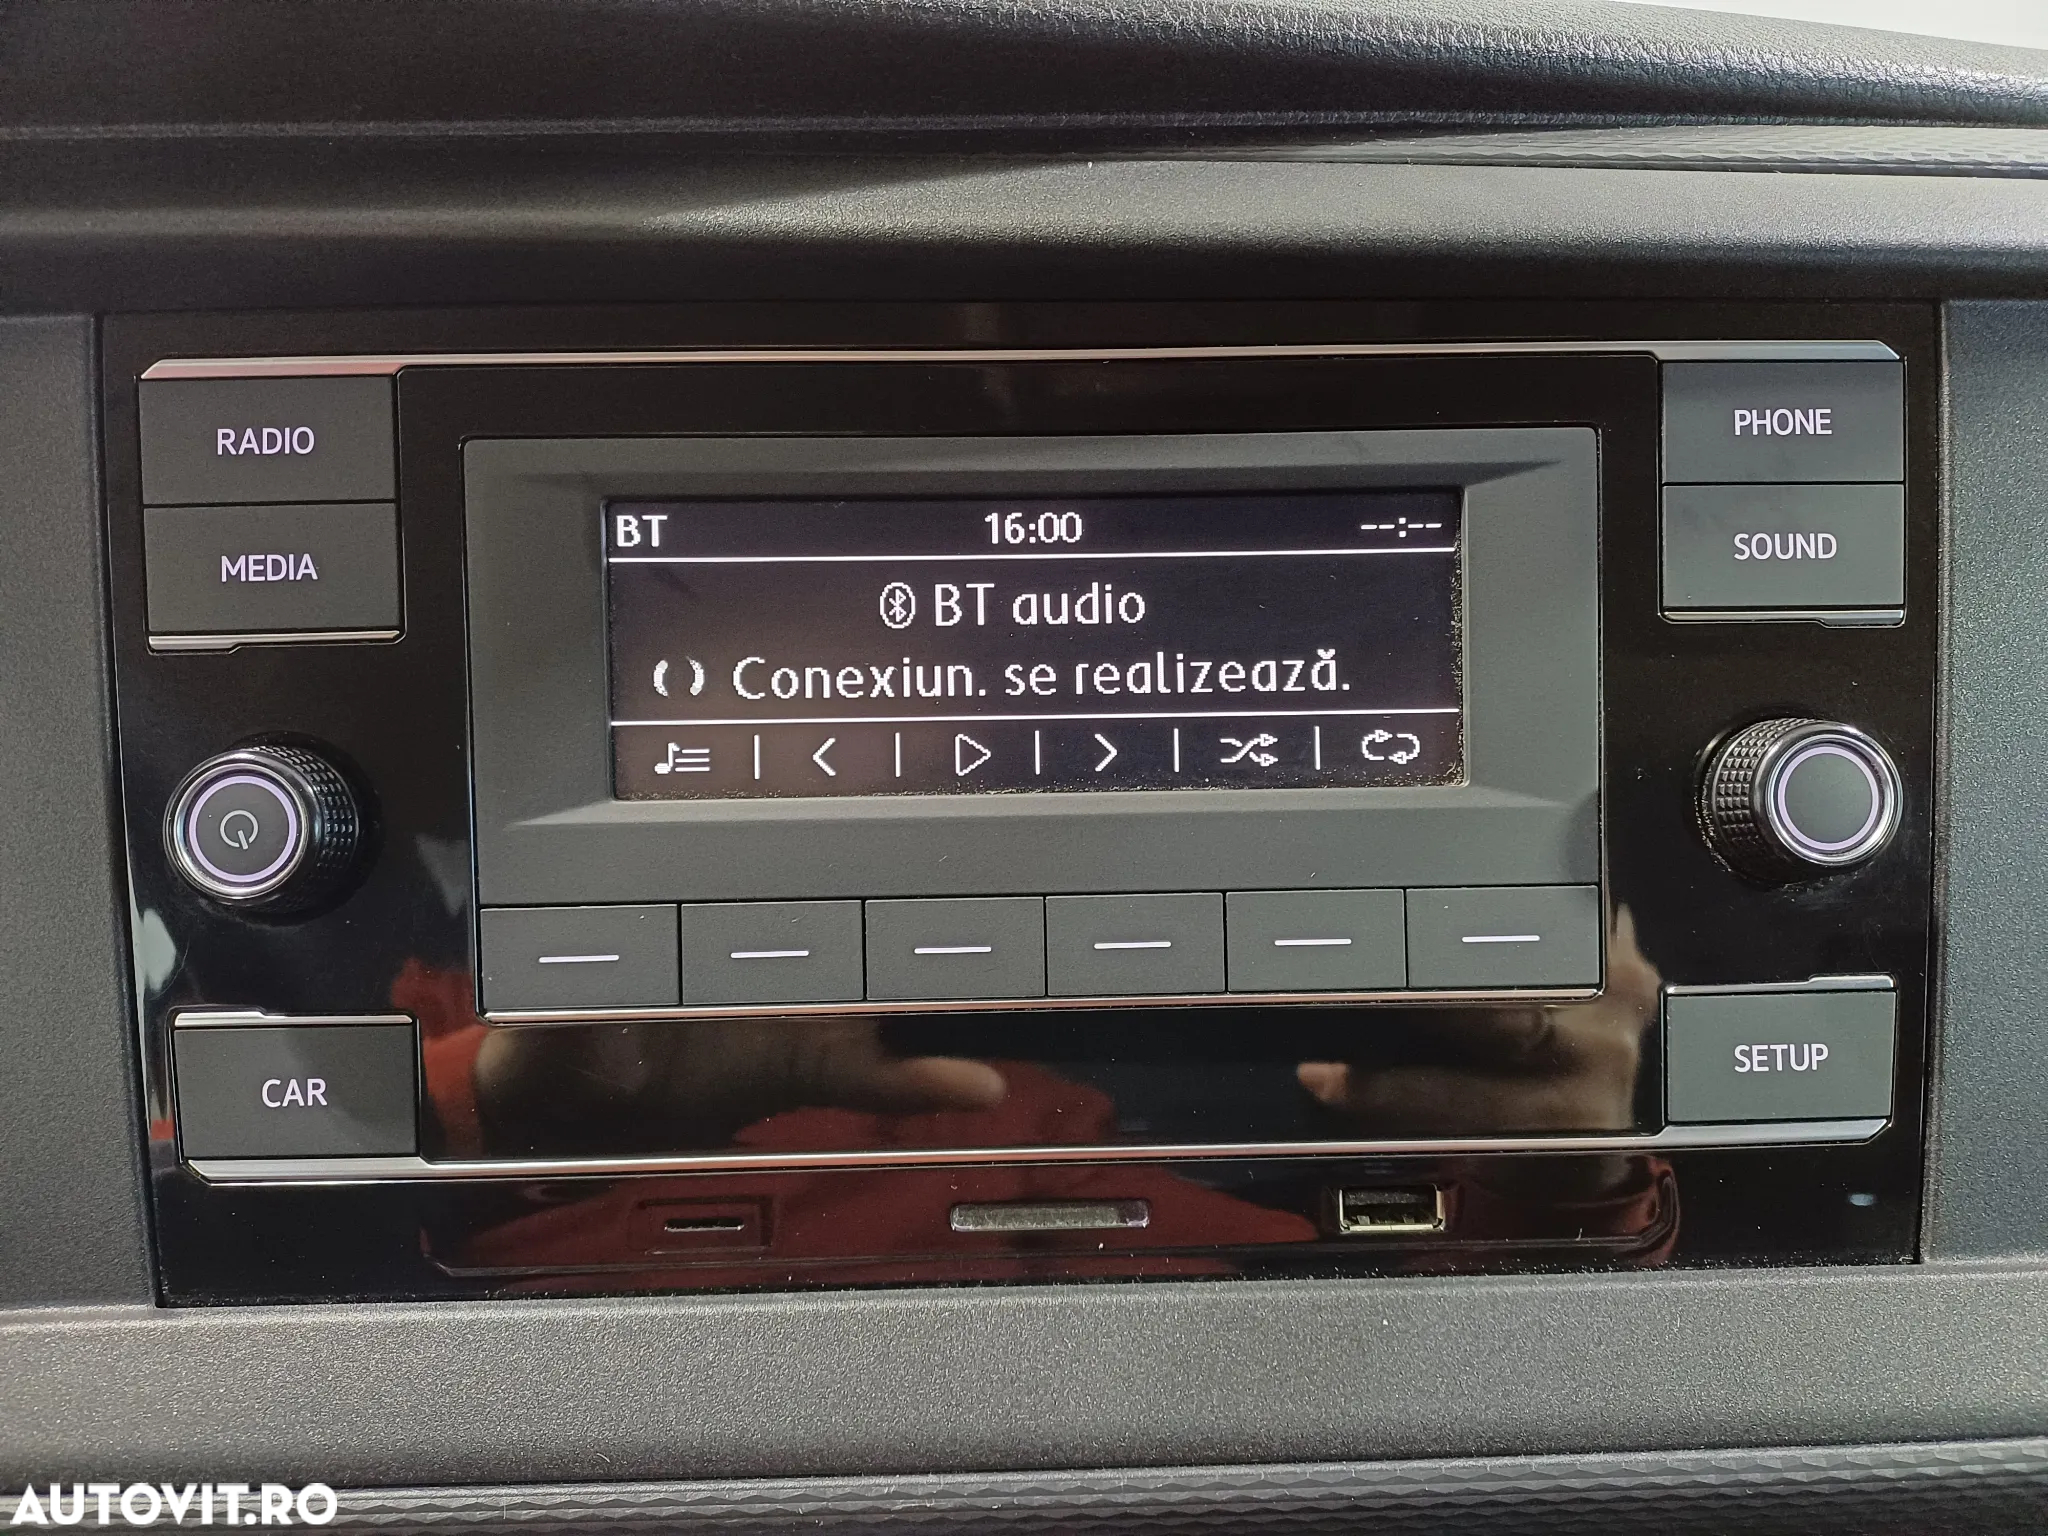 RADIO
PHONE
MEDIA
SOUND
BT 16:00 --:--
BT audio
Conexiun. se realizează.
CAR
SETUP
AUTOVIT.RO